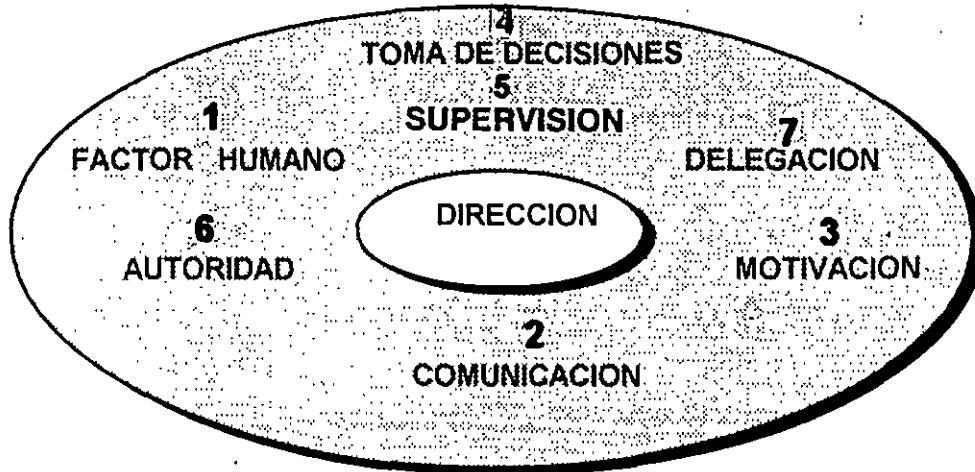 4
TOMA DE DECISIONES
5
SUPERVISION
1
FACTOR HUMANO
7
DELEGACION
DIRECCION
6
AUTORIDAD
3
MOTIVACION
2
COMUNICACION